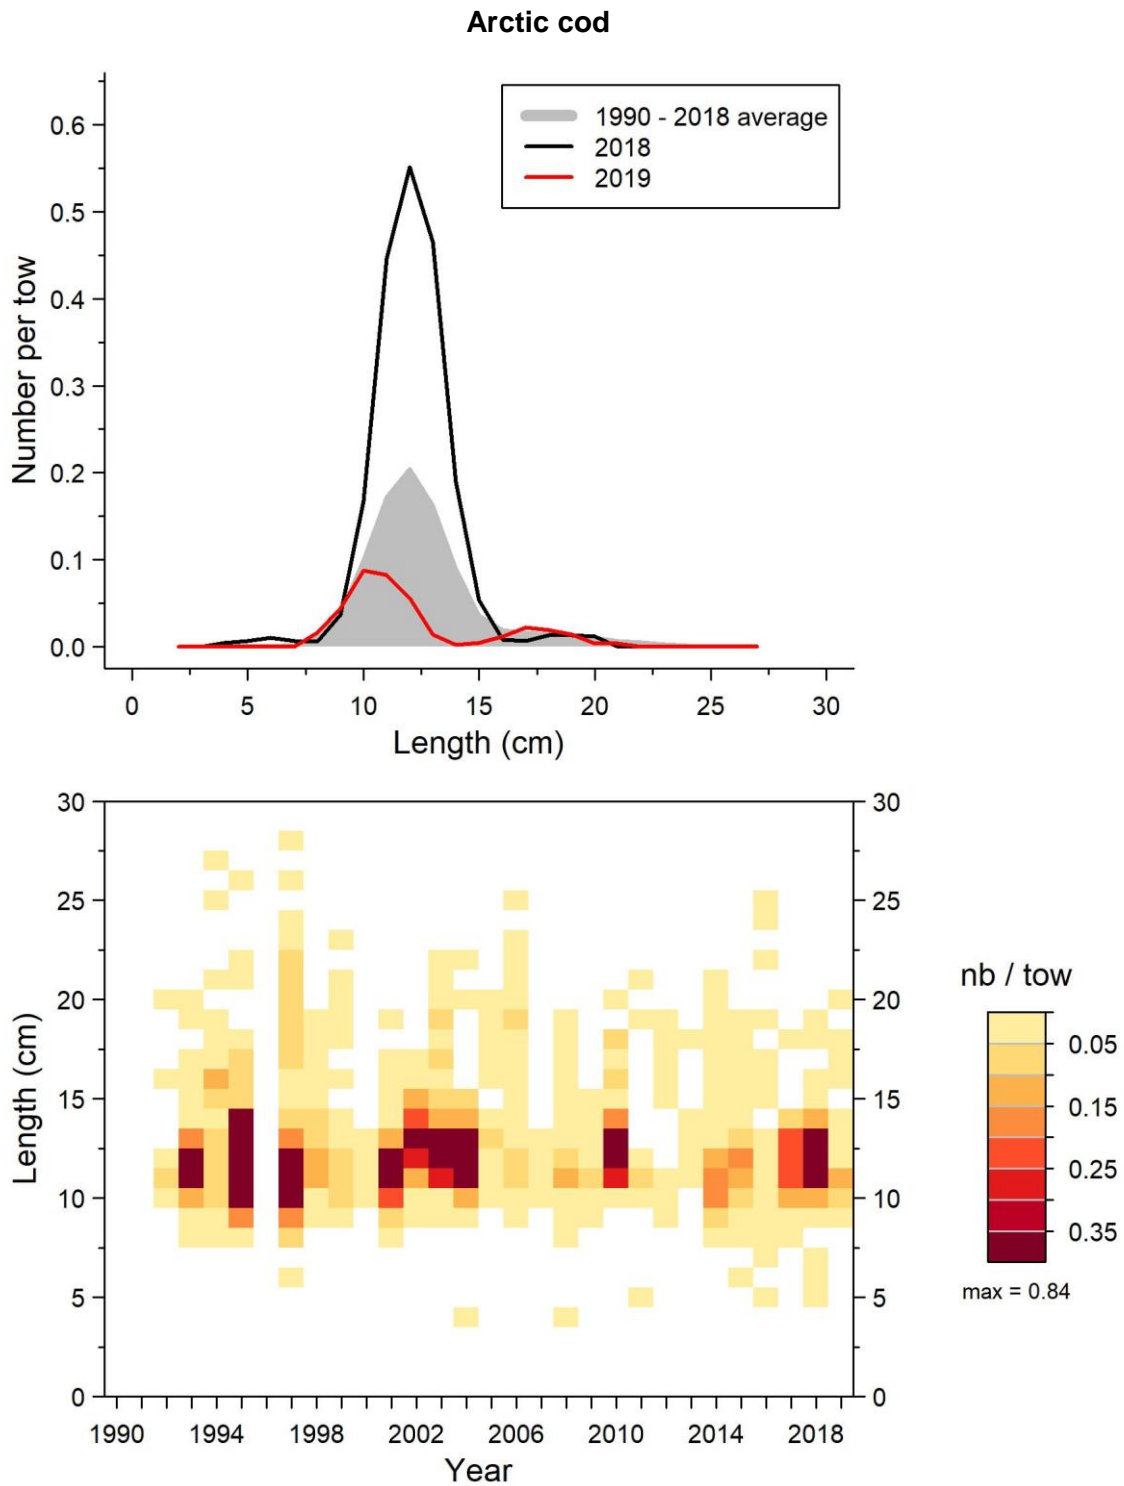 Arctic cod
1990 - 2018 average
2018
2019
Number per tow
0.6
0.5
0.4
0.3
0.2
0.1
0.0
0 5 10 15 20 25 30
Length (cm)
30 30
25 25
20 20
15 15
10 10
5 5
0 0
Length (cm)
1990 1994 1998 2002 2006 2010 2014 2018
Year
nb / tow
0.05
0.15
0.25
0.35
max = 0.84